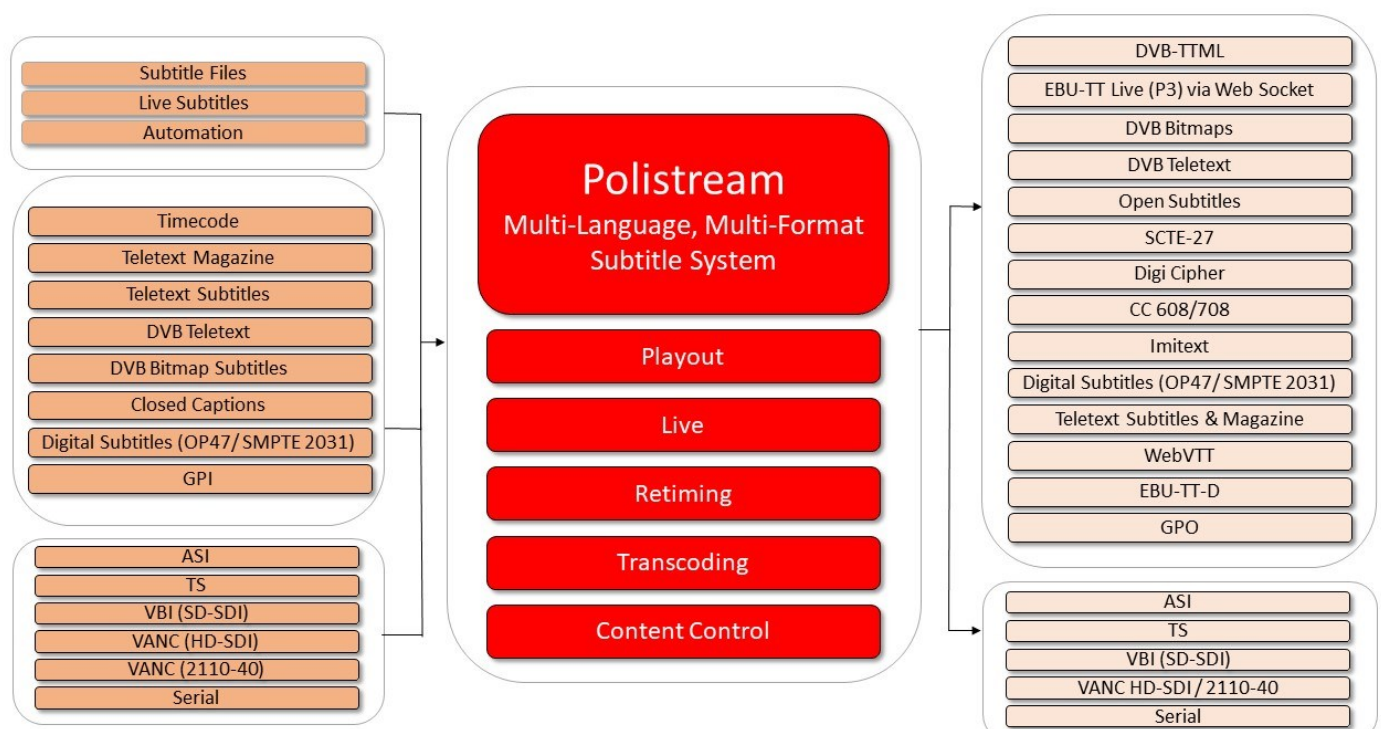 Subtitle Files
Live Subtitles
Automation
Timecode
Teletext Magazine
Teletext Subtitles
DVB Teletext
DVB Bitmap Subtitles
Closed Captions
Digital Subtitles (OP47/ SMPTE 2031)
GPI
ASI
TS
VBI (SD-SDI)
VANC (HD-SDI)
VANC (2110-40)
Serial
Polistream
Multi-Language, Multi-Format
Subtitle System
Playout
Live
Retiming
Transcoding
Content Control
DVB-TTML
EBU-TT Live (P3) via Web Socket
DVB Bitmaps
DVB Teletext
Open Subtitles
SCTE-27
Digi Cipher
CC 608/708
Imitext
Digital Subtitles (OP47/ SMPTE 2031)
Teletext Subtitles & Magazine
WebVTT
EBU-TT-D
GPO
ASI
TS
VBI (SD-SDI)
VANC HD-SDI / 2110-40
Serial